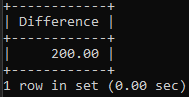 +------------+
| Difference |
+------------+
|     200.00 |
+------------+
1 row in set (0.00 sec)